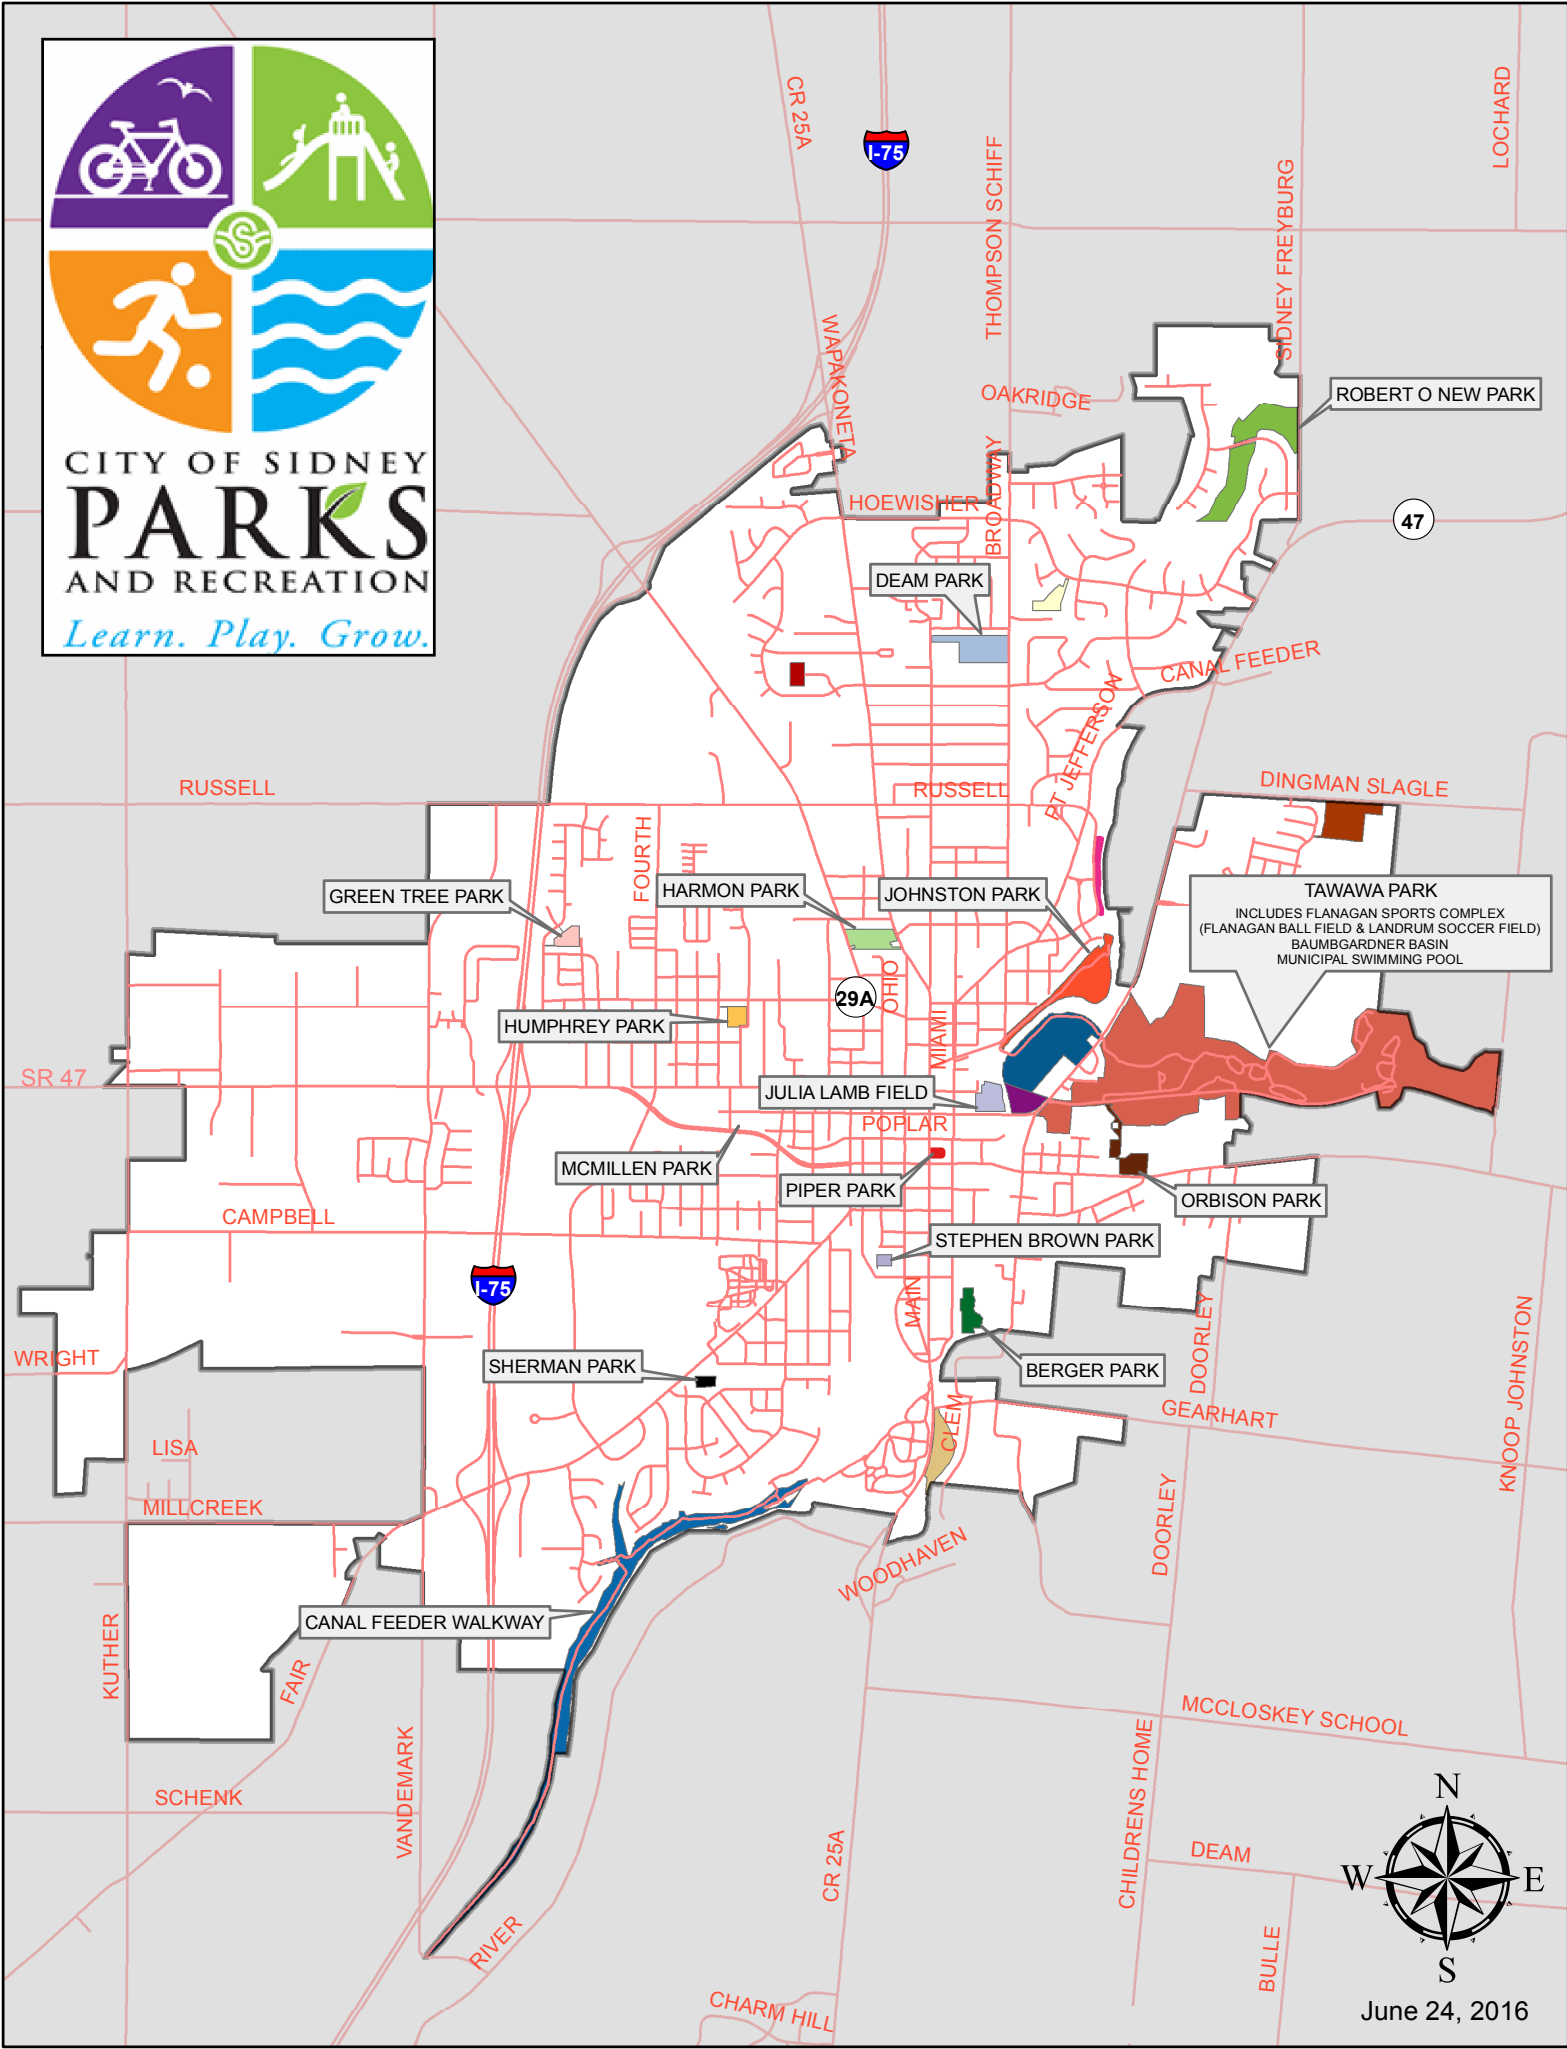 CITY OF SIDNEY
PARKS
AND RECREATION
Learn. Play. Grow.
CR 25A
I-75
THOMPSON SCHIFF
SIDNEY FREYBURG
LOCHARD
WAPAKONETA
OAKRIDGE
ROBERT O NEW PARK
BROADWAY
HOEWISHER
47
DEAM PARK
CANAL FEEDER
PT JEFFERSON
RUSSELL
RUSSELL
DINGMAN SLAGLE
FOURTH
GREEN TREE PARK
HARMON PARK
JOHNSTON PARK
TAWAWA PARK
INCLUDES FLANAGAN SPORTS COMPLEX
(FLANAGAN BALL FIELD & LANDRUM SOCCER FIELD)
BAUMBGARDNER BASIN
MUNICIPAL SWIMMING POOL
29A
OHIO
HUMPHREY PARK
MIAMI
SR 47
JULIA LAMB FIELD
POPLAR
MCMILLEN PARK
PIPER PARK
ORBISON PARK
CAMPBELL
STEPHEN BROWN PARK
I-75
MAIN
DOORLEY
KNOOP JOHNSTON
WRIGHT
SHERMAN PARK
BERGER PARK
CLEM
GEARHART
LISA
MILLCREEK
DOORLEY
WOODHAVEN
CANAL FEEDER WALKWAY
KUTHER
FAIR
MCCLOSKEY SCHOOL
VANDEMARK
CHILDRENS HOME
SCHENK
CR 25A
DEAM
RIVER
BULLE
CHARM HILL
N
W
E
S
June 24, 2016